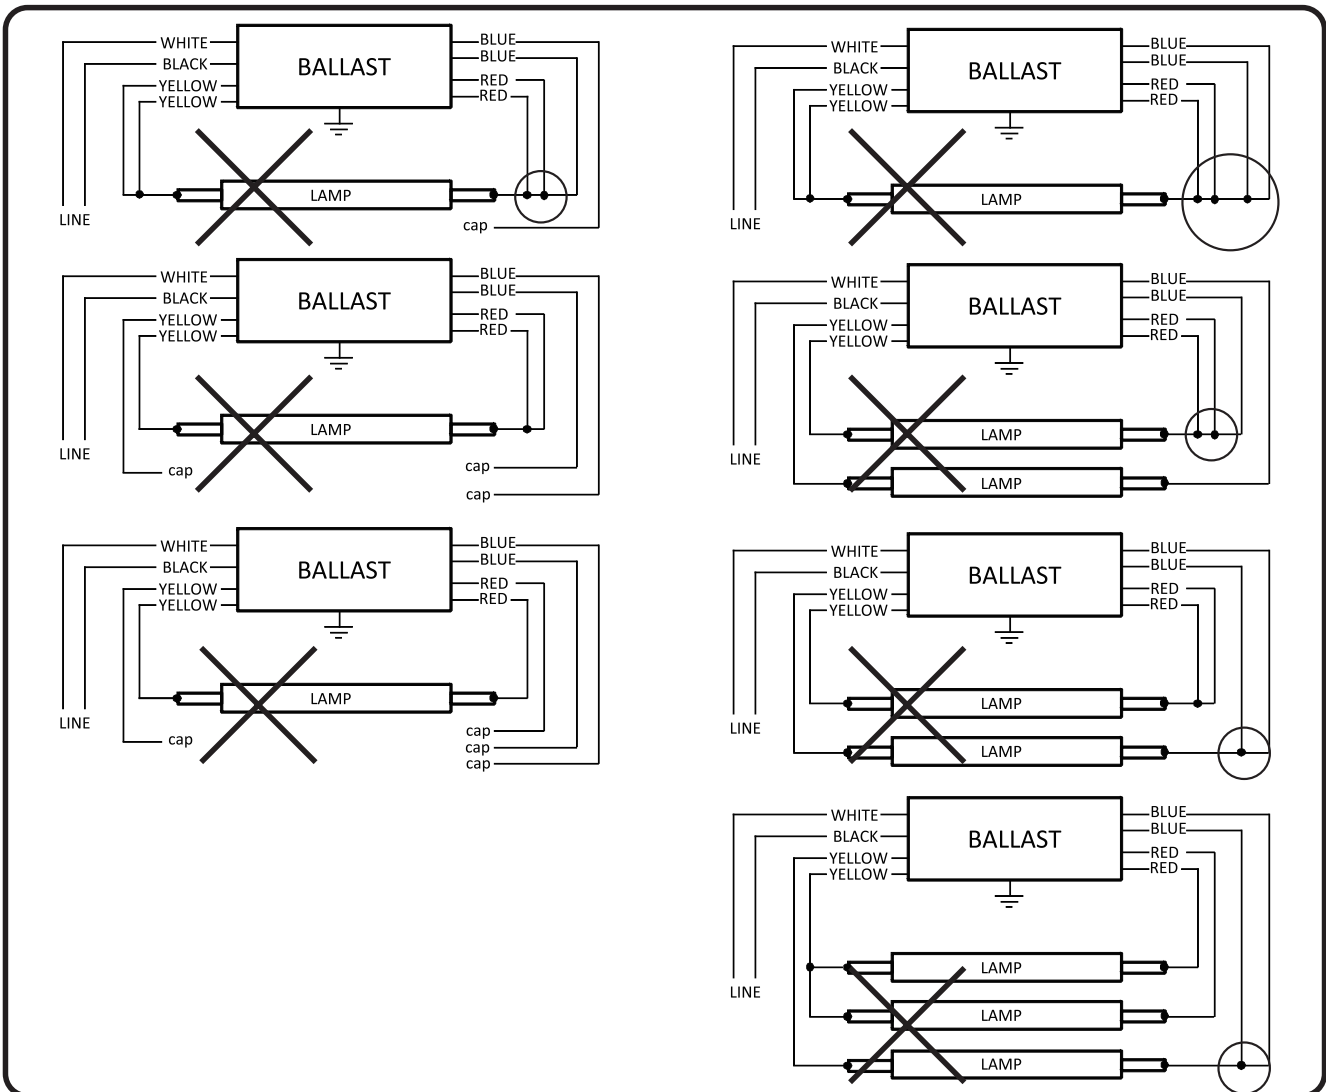 WHITE
BLACK
YELLOW
YELLOW
BALLAST
BLUE
BLUE
RED
RED
LAMP
LINE
cap
WHITE
BLACK
YELLOW
YELLOW
BALLAST
BLUE
BLUE
RED
RED
LAMP
LINE
cap
cap
cap
WHITE
BLACK
YELLOW
YELLOW
BALLAST
BLUE
BLUE
RED
RED
LAMP
LINE
cap
cap
cap
cap
WHITE
BLACK
YELLOW
YELLOW
BALLAST
BLUE
BLUE
RED
RED
LAMP
LINE
WHITE
BLACK
YELLOW
YELLOW
BALLAST
BLUE
BLUE
RED
RED
LAMP
LINE
LAMP
WHITE
BLACK
YELLOW
YELLOW
BALLAST
BLUE
BLUE
RED
RED
LAMP
LINE
LAMP
WHITE
BLACK
YELLOW
YELLOW
BALLAST
BLUE
BLUE
RED
RED
LAMP
LINE
LAMP
LAMP